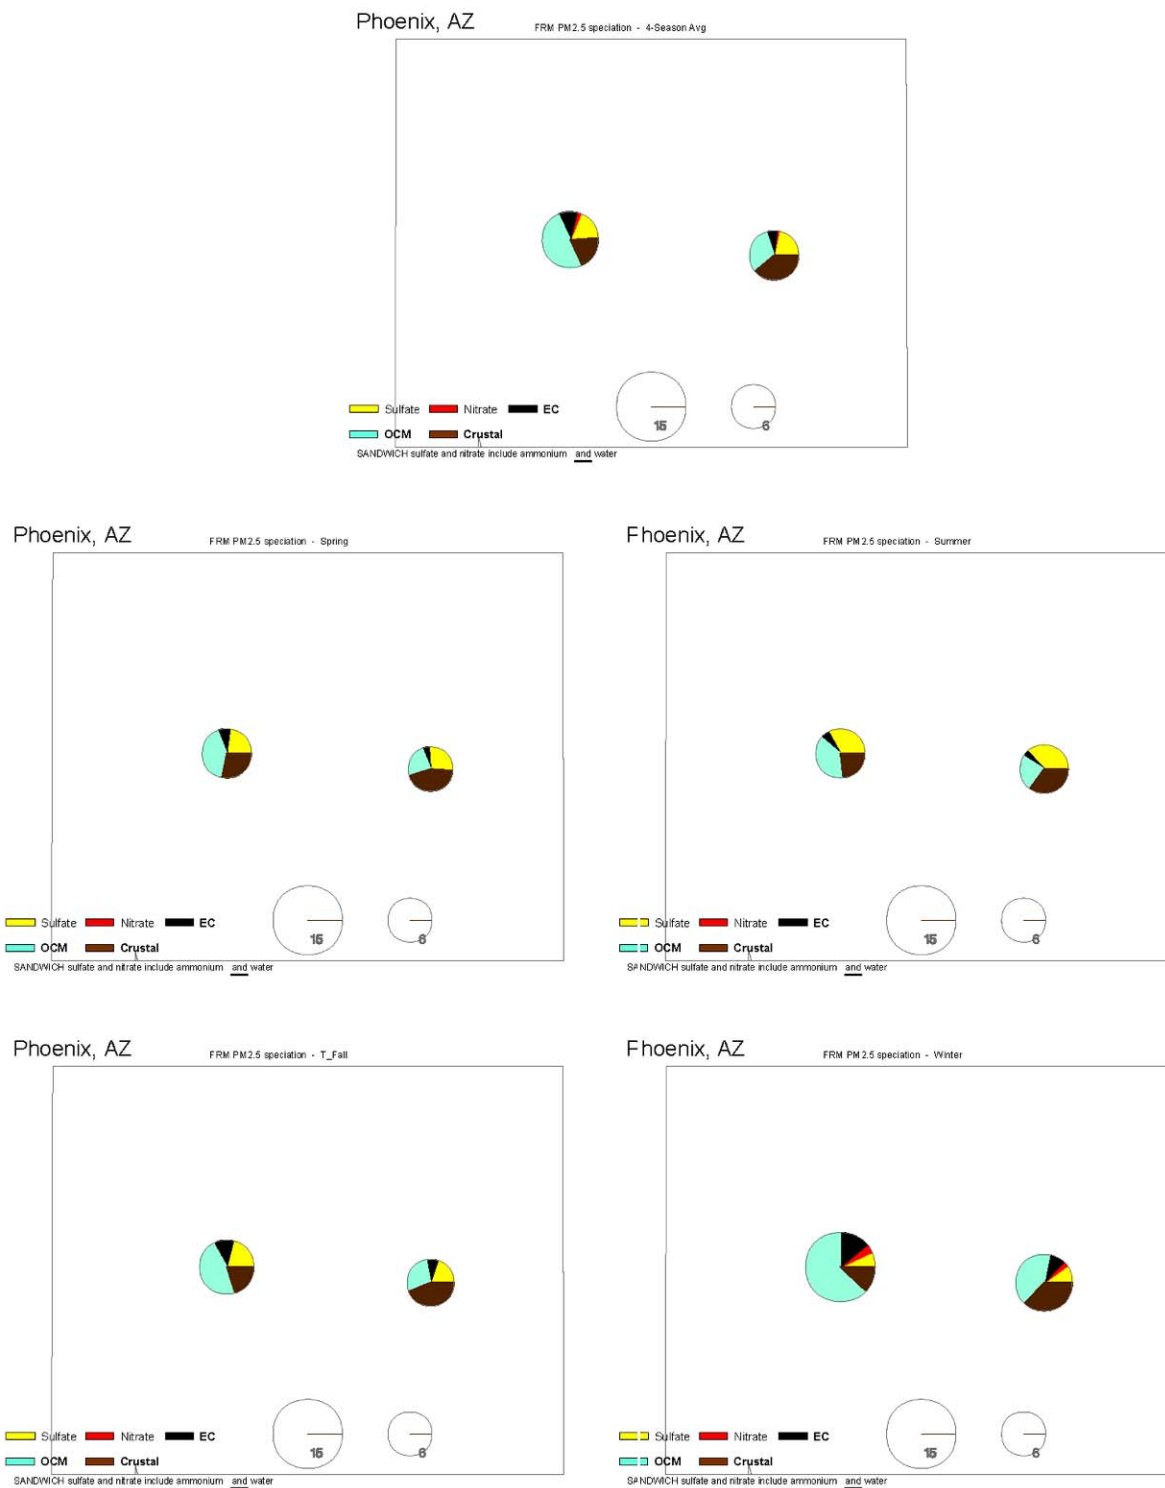 Phoenix, AZ FRM PM2.5 speciation - 4-Season Avg
15 6
Sulfate Nitrate EC
OCM Crustal
SANDWICH sulfate and nitrate include ammonium and water
Phoenix, AZ FRM PM2.5 speciation - Spring
15 6
Sulfate Nitrate EC
OCM Crustal
SANDWICH sulfate and nitrate include ammonium and water
Fhoenix, AZ FRM PM2.5 speciation - Summer
15 6
Sulfate Nitrate EC
OCM Crustal
SANDWICH sulfate and nitrate include ammonium and water
Phoenix, AZ FRM PM2.5 speciation - T_Fall
15 6
Sulfate Nitrate EC
OCM Crustal
SANDWICH sulfate and nitrate include ammonium and water
Fhoenix, AZ FRM PM2.5 speciation - Winter
15 6
Sulfate Nitrate EC
OCM Crustal
SANDWICH sulfate and nitrate include ammonium and water